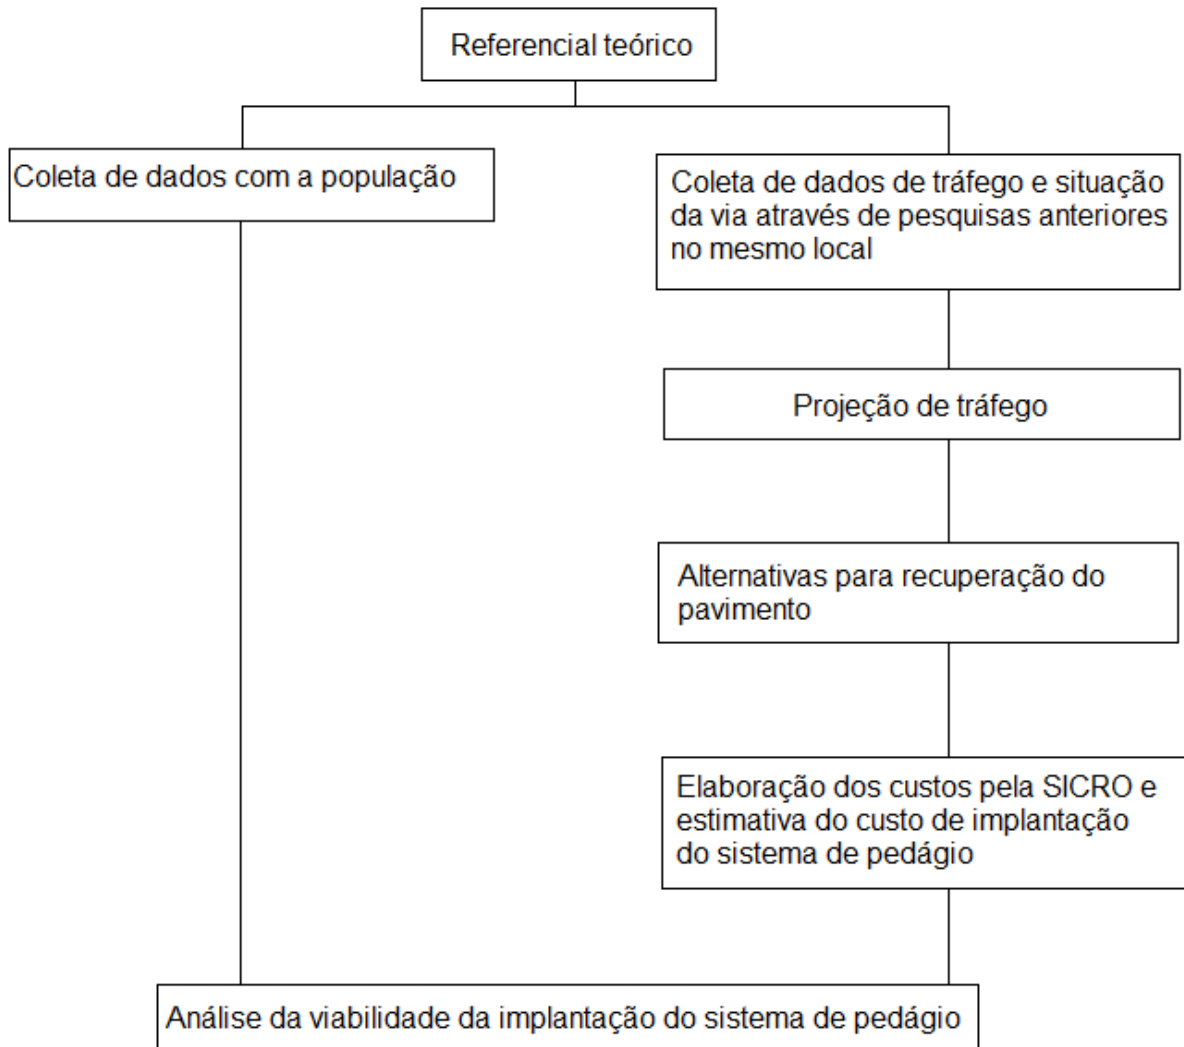 Referencial teórico
Coleta de dados com a população
Coleta de dados de tráfego e situação
da via através de pesquisas anteriores
no mesmo local
Projeção de tráfego
Alternativas para recuperação do
pavimento
Elaboração dos custos pela SICRO e
estimativa do custo de implantação
do sistema de pedágio
Análise da viabilidade da implantação do sistema de pedágio